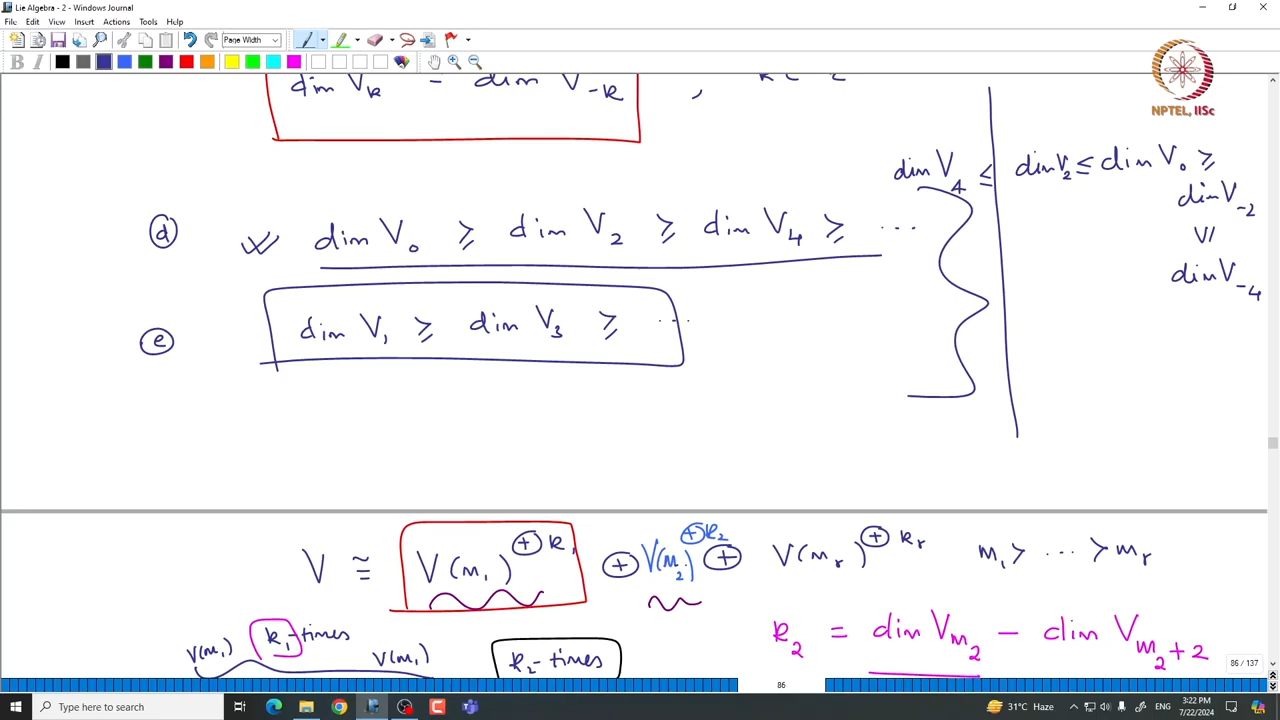 Lie Algebra - 2 - Windows Journal
File Edit View Insert Actions Tools Help
Page Width
B I
NPTEL, IISc
dim V_k = dim V_-k ,
dim V_4 ≤ dim V_2 ≤ dim V_0 ≥
dim V_-2
VI
dim V_-4
(d) dim V_0 ≥ dim V_2 ≥ dim V_4 ≥ ...
(e) dim V_1 ≥ dim V_3 ≥ ...
V ≅ V(m_1)^⊕ k_1 ⊕ V(m_2)^⊕ k_2 ⊕ V(m_r)^⊕ k_r m_1 > ... > m_r
k_2 = dim V_m_2 - dim V_m_2+2
V(m_1) k_1-times V(m_1) k_2-times
86 / 137
86
Type here to search
31°C Haze
ENG
3:22 PM
7/22/2024